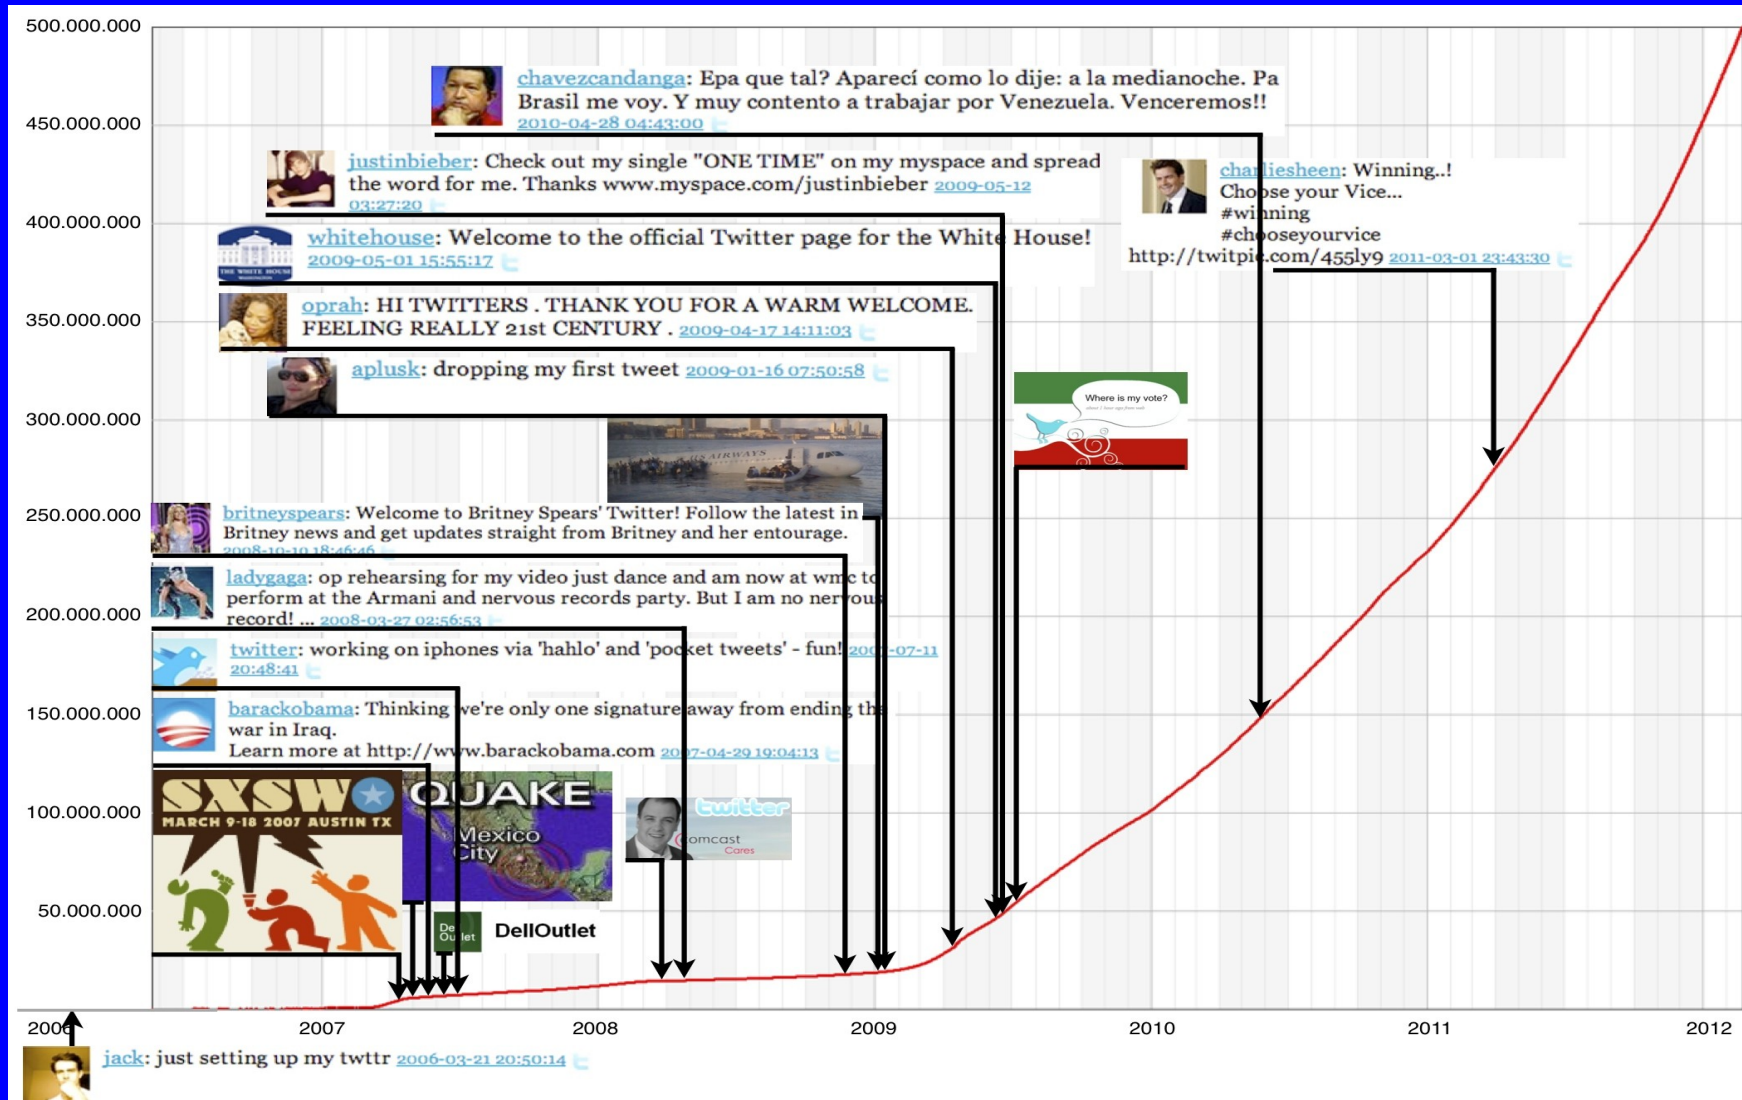 500.000.000
450.000.000
400.000.000
350.000.000
300.000.000
250.000.000
200.000.000
150.000.000
100.000.000
50.000.000
chavezcandanga: Epa que tal? Aparecí como lo dije: a la medianoche. Pa
Brasil me voy. Y muy contento a trabajar por Venezuela. Venceremos!!
2010-04-28 04:43:00
justinbieber: Check out my single "ONE TIME" on my myspace and spread
the word for me. Thanks www.myspace.com/justinbieber 2009-05-12
03:27:20
charliesheen: Winning..!
Choose your Vice...
#winning
#chooseyourvice
http://twitpic.com/455ly9 2011-03-01 23:43:30
THE WHITE HOUSE
WASHINGTON
whitehouse: Welcome to the official Twitter page for the White House!
2009-05-01 15:55:17
oprah: HI TWITTERS . THANK YOU FOR A WARM WELCOME.
FEELING REALLY 21st CENTURY . 2009-04-17 14:11:03
aplusk: dropping my first tweet 2009-01-16 07:50:58
Where is my vote?
US AIRWAYS
britneyspears: Welcome to Britney Spears' Twitter! Follow the latest in
Britney news and get updates straight from Britney and her entourage.
2008-10-10 18:46:46
ladygaga: op rehearsing for my video just dance and am now at wmc to
perform at the Armani and nervous records party. But I am no nervous
record! ... 2008-03-27 02:56:53
twitter: working on iphones via 'hahlo' and 'pocket tweets' - fun! 2007-07-11
20:48:41
barackobama: Thinking we're only one signature away from ending the
war in Iraq.
Learn more at http://www.barackobama.com 2007-04-29 19:04:13
SXSW
MARCH 9-18 2007 AUSTIN TX
QUAKE
Mexico
City
twitter
comcast
Cares
Dell
Outlet
DellOutlet
2006
2007
2008
2009
2010
2011
2012
jack: just setting up my twttr 2006-03-21 20:50:14